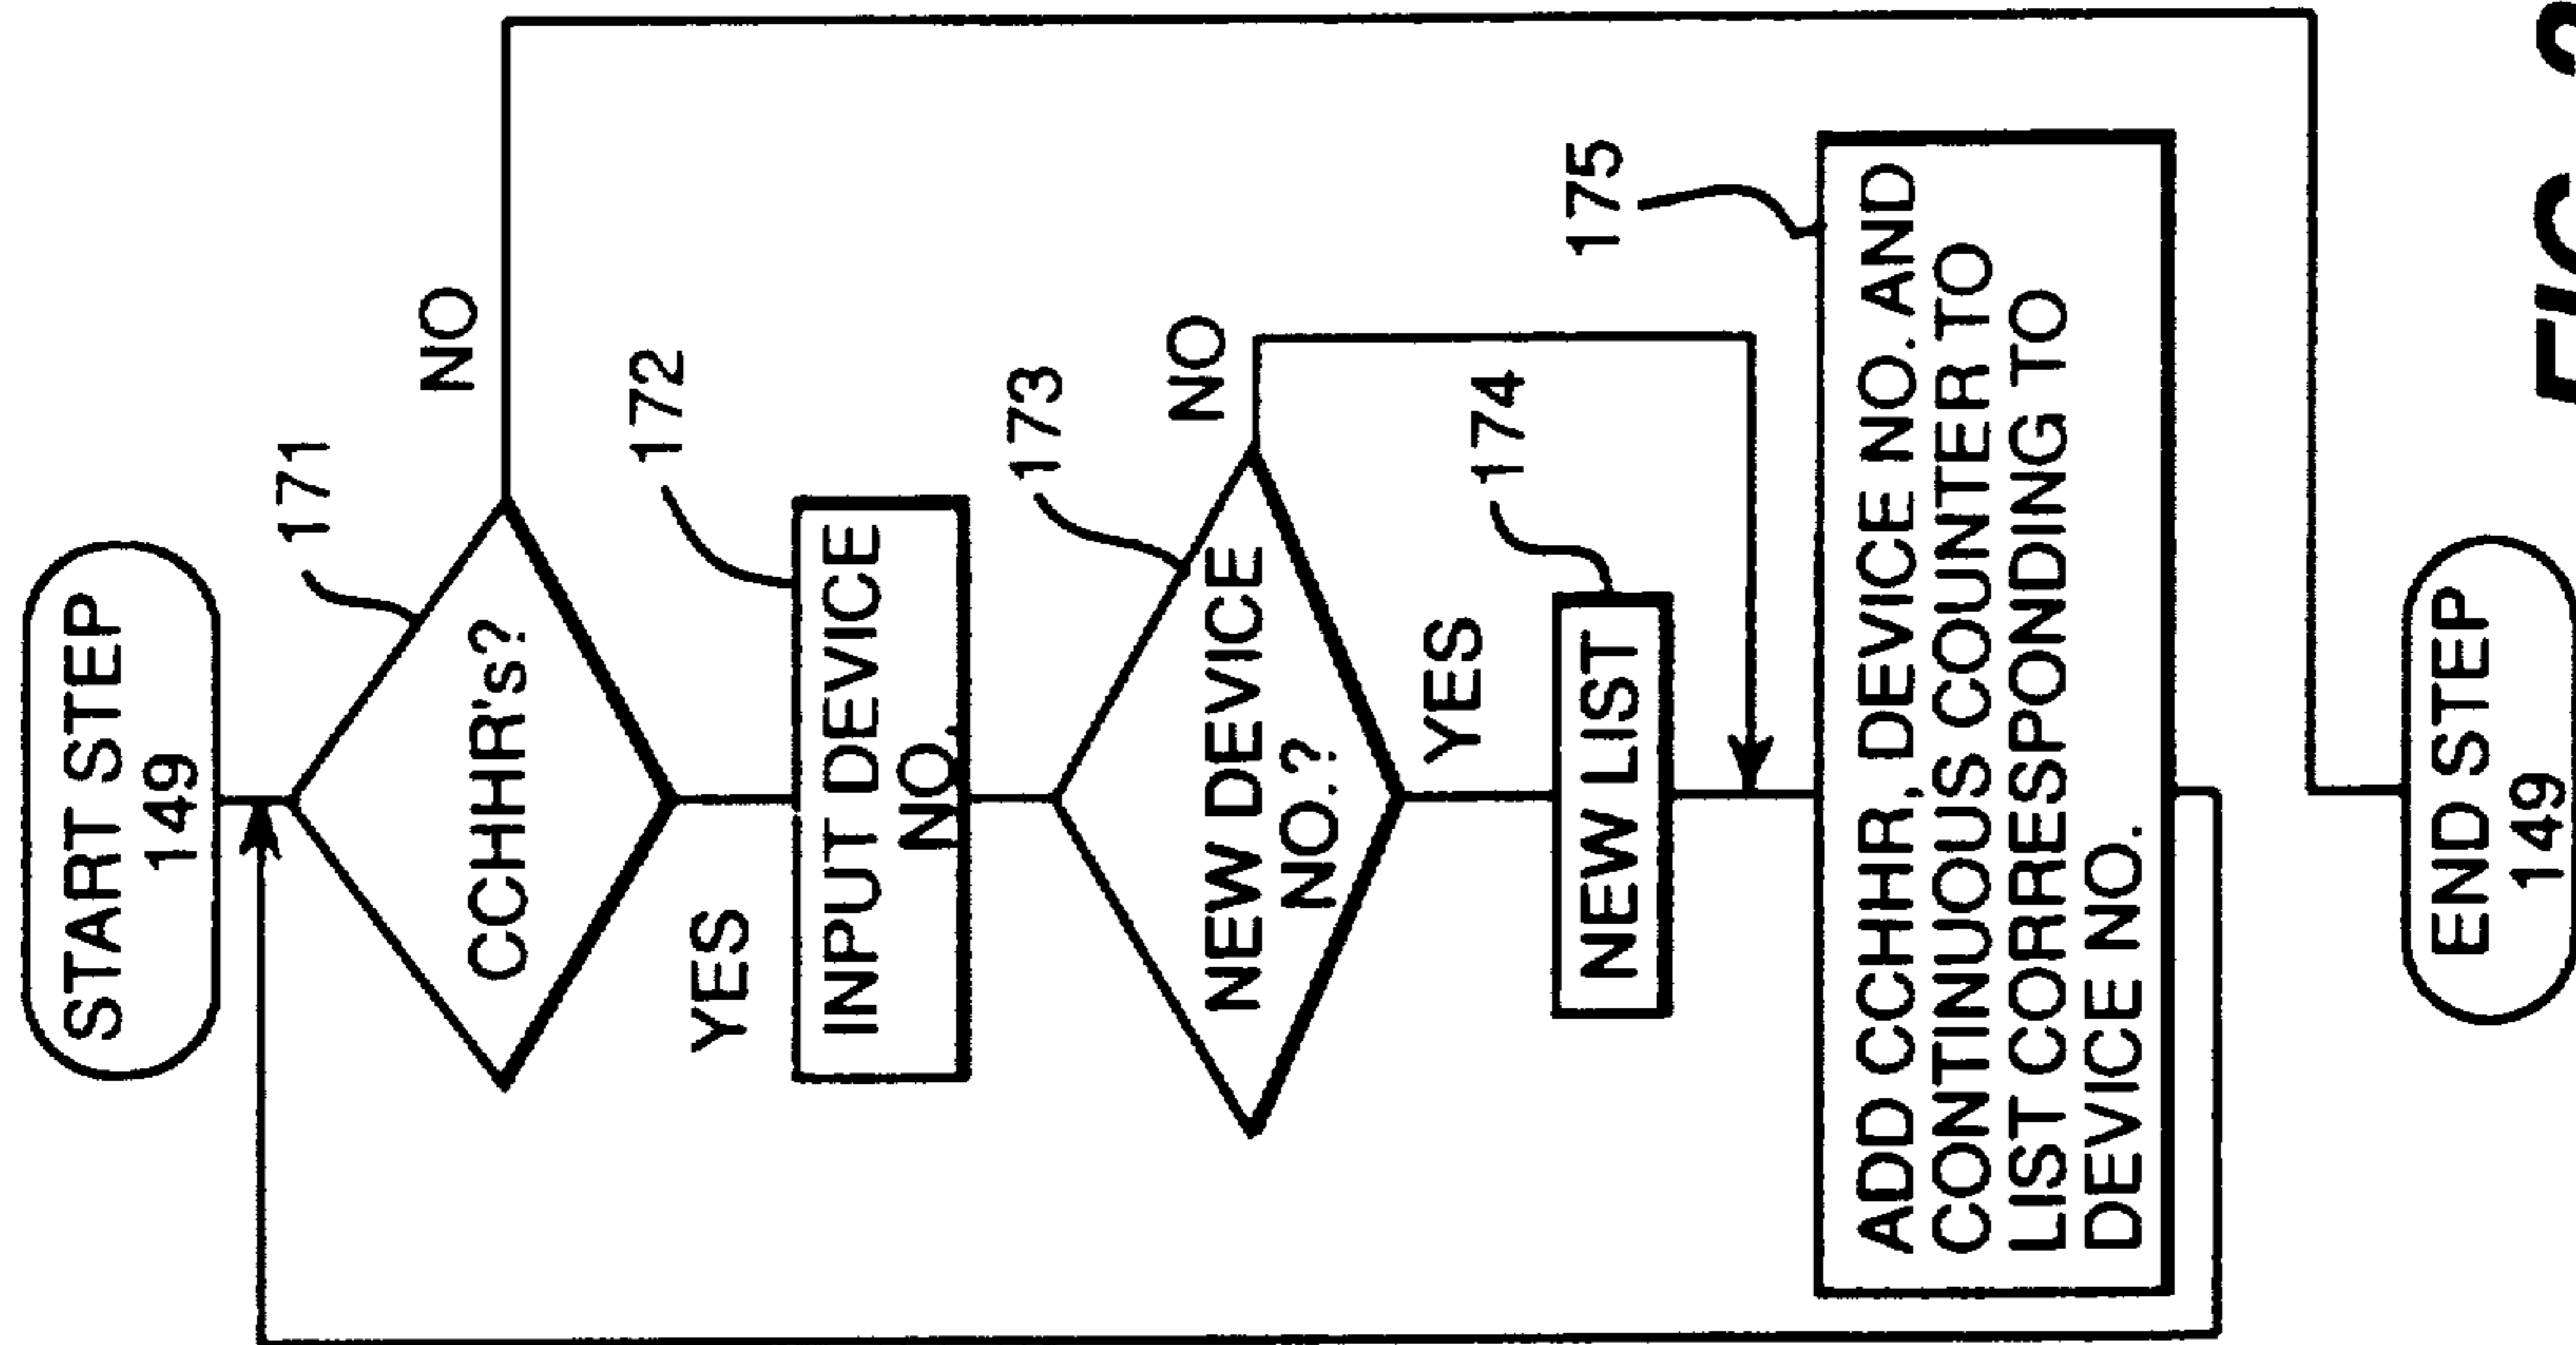 START STEP
149
171
CCHHR's?
NO
YES
172
INPUT DEVICE
NO.
173
NEW DEVICE
NO.?
NO
YES
174
NEW LIST
175
ADD CCHHR, DEVICE NO. AND
CONTINUOUS COUNTER TO
LIST CORRESPONDING TO
DEVICE NO.
END STEP
149
FIG.